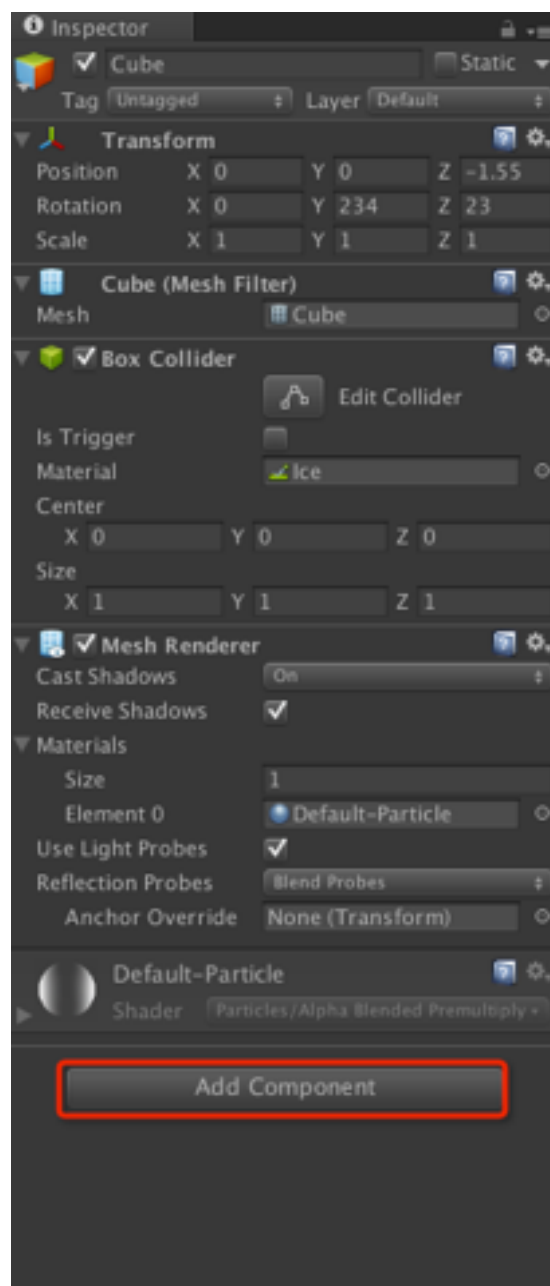 Inspector
Cube Static
Tag Untagged Layer Default
Transform
Position X 0 Y 0 Z -1.55
Rotation X 0 Y 234 Z 23
Scale X 1 Y 1 Z 1
Cube (Mesh Filter)
Mesh Cube
Box Collider
Edit Collider
Is Trigger
Material Ice
Center
X 0 Y 0 Z 0
Size
X 1 Y 1 Z 1
Mesh Renderer
Cast Shadows On
Receive Shadows
Materials
Size 1
Element 0 Default-Particle
Use Light Probes
Reflection Probes Blend Probes
Anchor Override None (Transform)
Default-Particle
Shader Particles/Alpha Blended Premultiply
Add Component